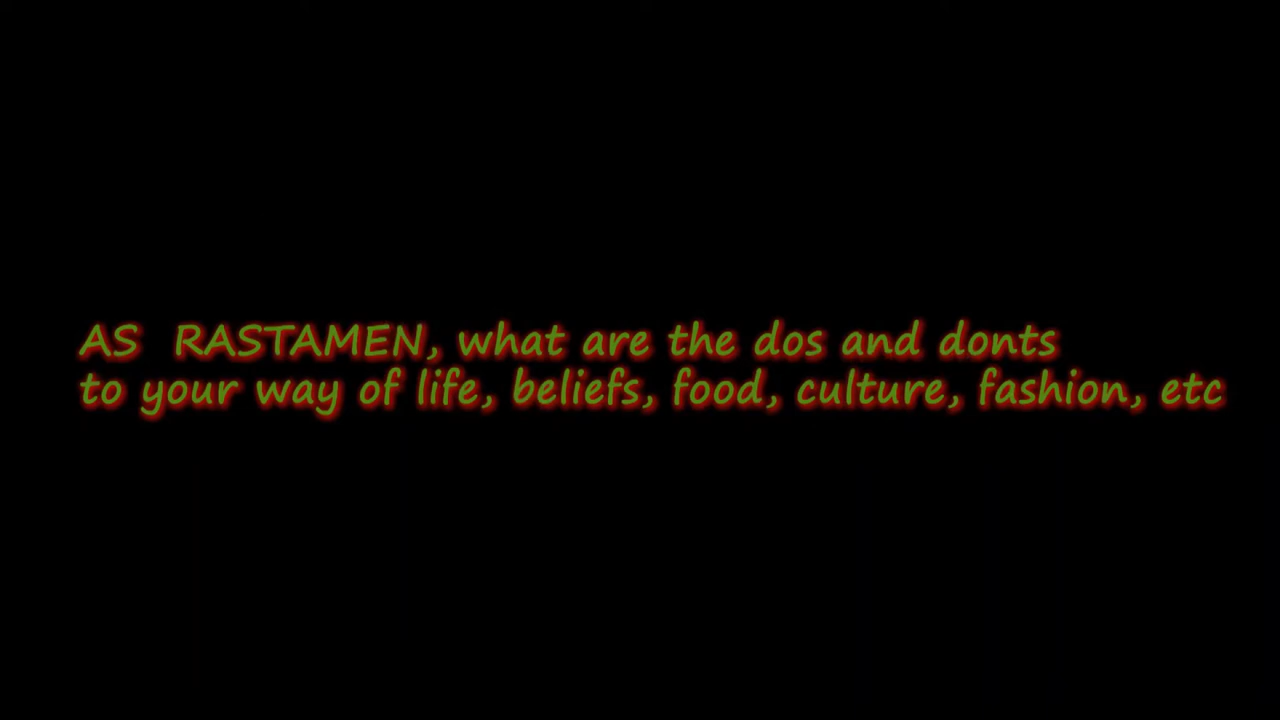 AS RASTAMEN, what are the dos and donts
to your way of life, beliefs, food, culture, fashion, etc